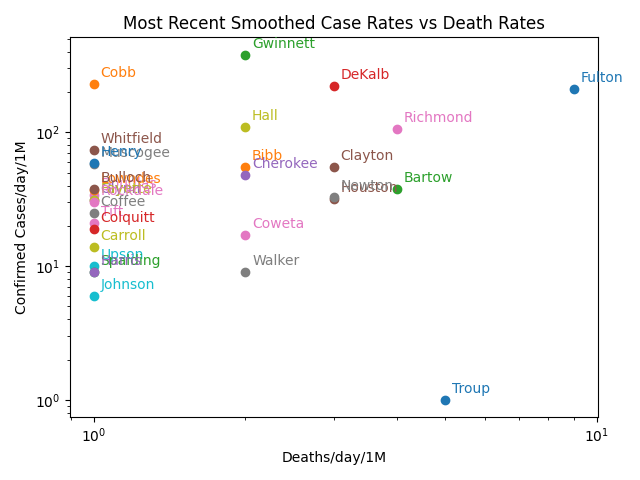 Most Recent Smoothed Case Rates vs Death Rates
Gwinnett
Cobb
DeKalb
Fulton
Hall
Richmond
Whitfield
Henry
Muscogee
Bibb
Clayton
Cherokee
Bulloch
Bartow
Newton
Houston
Rockdale
Coffee
Tift
Colquitt
Coweta
Carroll
Upson
Spalding
Walker
Johnson
Troup
Confirmed Cases/day/1M
10²
10¹
10⁰
10⁰
10¹
Deaths/day/1M